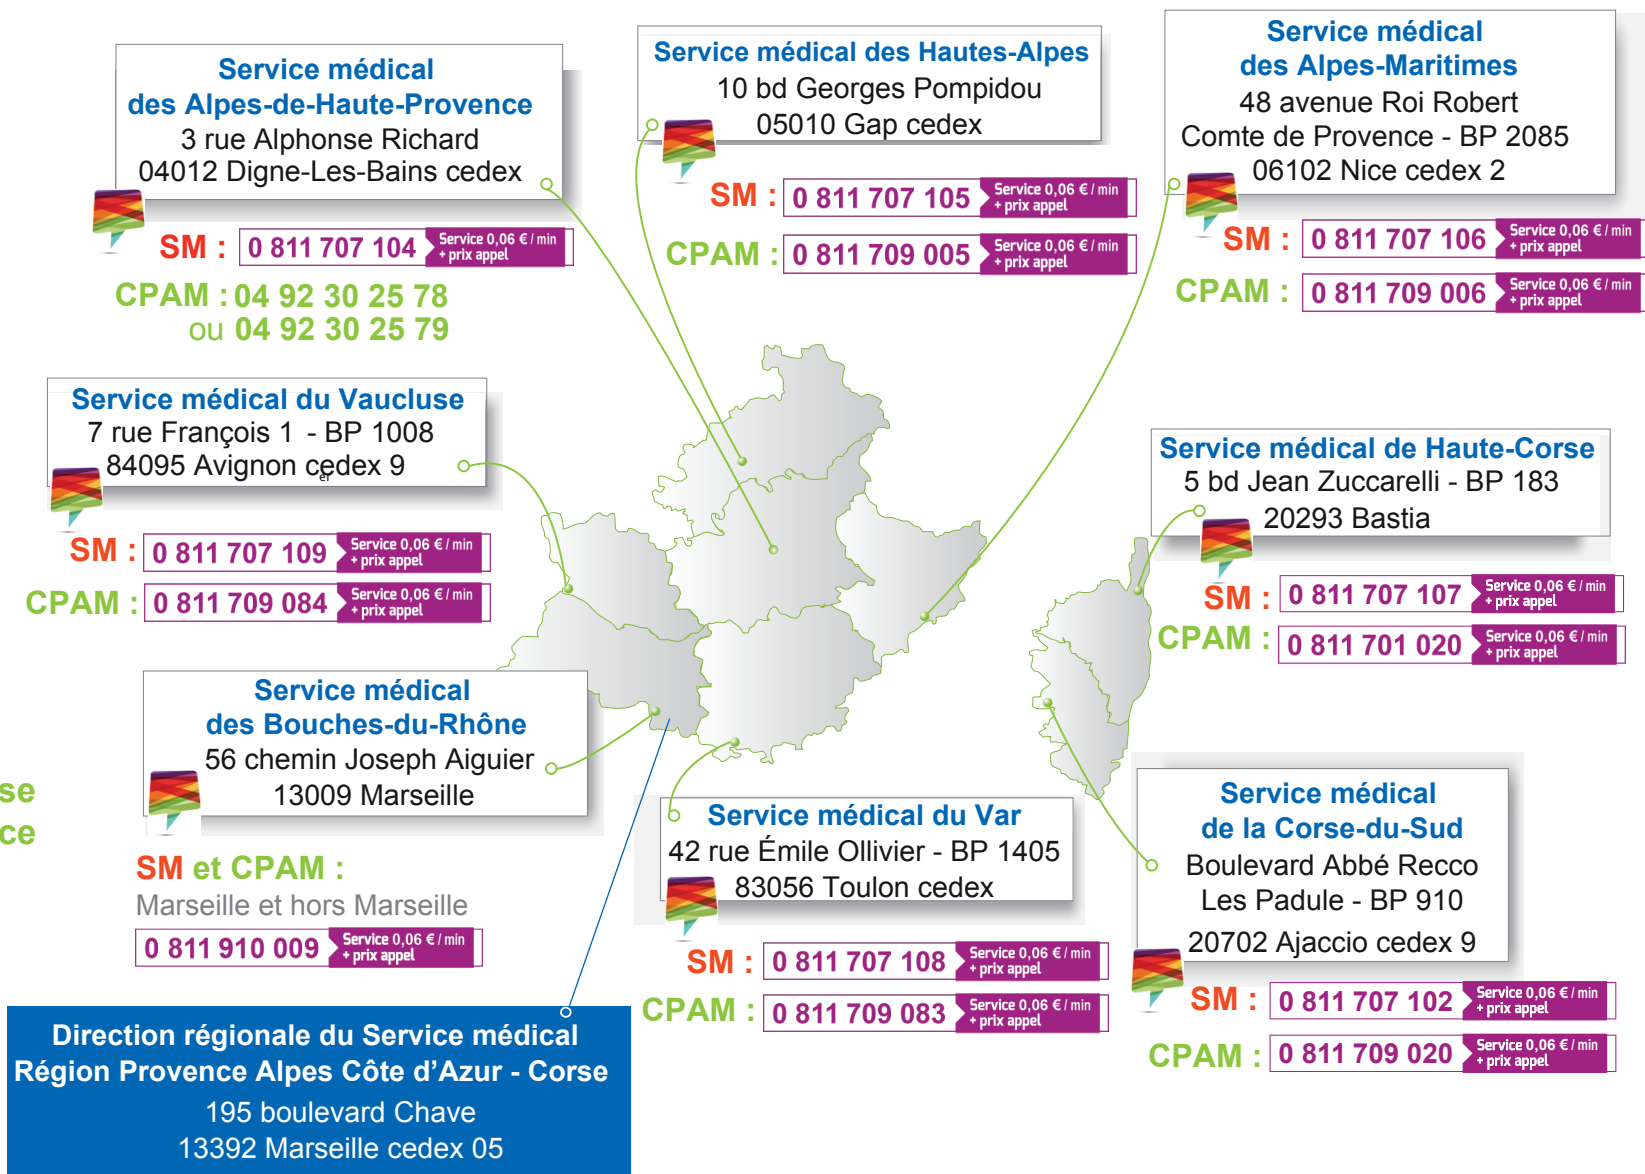 Service médical
des Alpes-de-Haute-Provence
3 rue Alphonse Richard
04012 Digne-Les-Bains cedex
SM : 0 811 707 104 Service 0,06 € / min
+ prix appel
CPAM : 04 92 30 25 78
ou 04 92 30 25 79
Service médical des Hautes-Alpes
10 bd Georges Pompidou
05010 Gap cedex
SM : 0 811 707 105 Service 0,06 € / min
+ prix appel
CPAM : 0 811 709 005 Service 0,06 € / min
+ prix appel
Service médical
des Alpes-Maritimes
48 avenue Roi Robert
Comte de Provence - BP 2085
06102 Nice cedex 2
SM : 0 811 707 106 Service 0,06 € / min
+ prix appel
CPAM : 0 811 709 006 Service 0,06 € / min
+ prix appel
Service médical du Vaucluse
7 rue François 1 - BP 1008
84095 Avignon cedex 9
er
SM : 0 811 707 109 Service 0,06 € / min
+ prix appel
CPAM : 0 811 709 084 Service 0,06 € / min
+ prix appel
Service médical de Haute-Corse
5 bd Jean Zuccarelli - BP 183
20293 Bastia
SM : 0 811 707 107 Service 0,06 € / min
+ prix appel
CPAM : 0 811 701 020 Service 0,06 € / min
+ prix appel
Service médical
des Bouches-du-Rhône
56 chemin Joseph Aiguier
13009 Marseille
se
ce
SM et CPAM :
Marseille et hors Marseille
0 811 910 009 Service 0,06 € / min
+ prix appel
Service médical du Var
42 rue Émile Ollivier - BP 1405
83056 Toulon cedex
SM : 0 811 707 108 Service 0,06 € / min
+ prix appel
CPAM : 0 811 709 083 Service 0,06 € / min
+ prix appel
Service médical
de la Corse-du-Sud
Boulevard Abbé Recco
Les Padule - BP 910
20702 Ajaccio cedex 9
SM : 0 811 707 102 Service 0,06 € / min
+ prix appel
CPAM : 0 811 709 020 Service 0,06 € / min
+ prix appel
Direction régionale du Service médical
Région Provence Alpes Côte d'Azur - Corse
195 boulevard Chave
13392 Marseille cedex 05